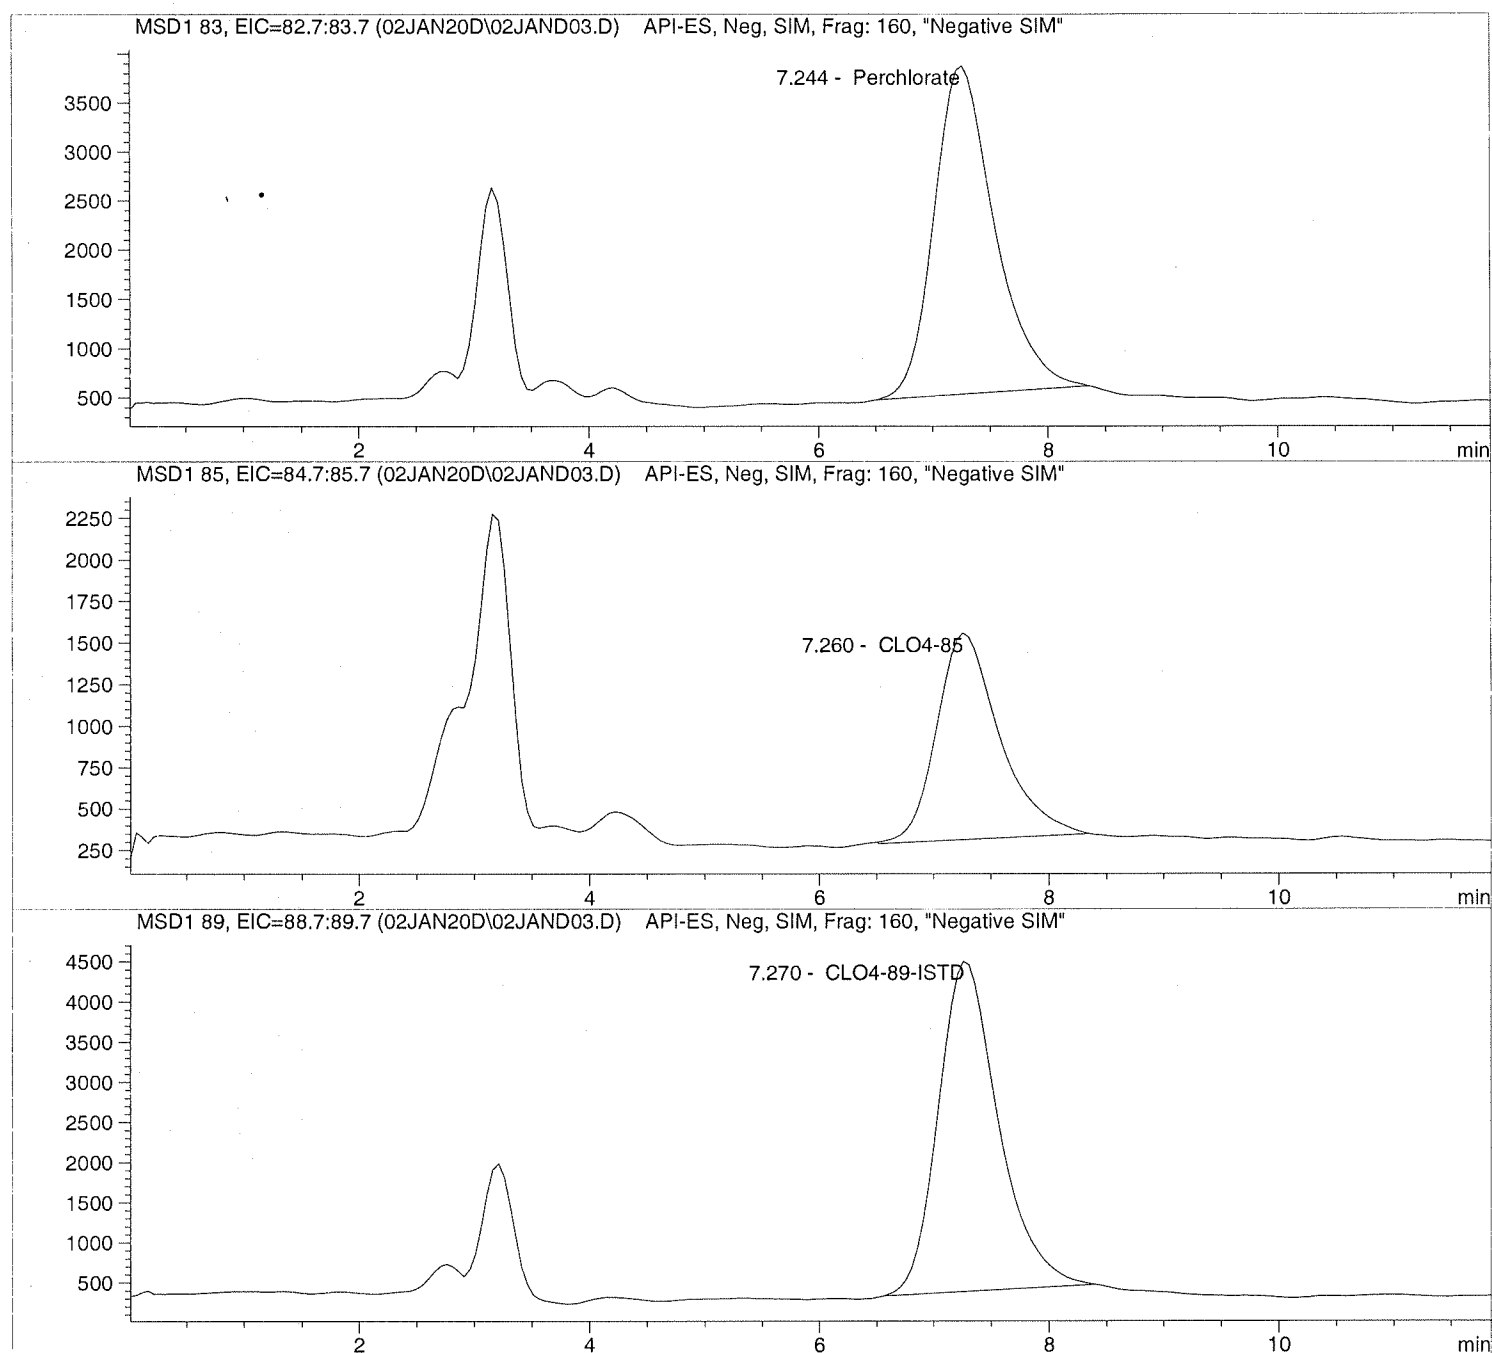 MSD1 83, EIC=82.7:83.7 (02JAN20D\02JAND03.D) API-ES, Neg, SIM, Frag: 160, "Negative SIM"
7.244 - Perchlorate
3500
3000
2500
2000
1500
1000
500
2 4 6 8 10 min
MSD1 85, EIC=84.7:85.7 (02JAN20D\02JAND03.D) API-ES, Neg, SIM, Frag: 160, "Negative SIM"
2250
2000
1750
1500
7.260 - CLO4-85
1250
1000
750
500
250
2 4 6 8 10 min
MSD1 89, EIC=88.7:89.7 (02JAN20D\02JAND03.D) API-ES, Neg, SIM, Frag: 160, "Negative SIM"
4500
7.270 - CLO4-89-ISTD
4000
3500
3000
2500
2000
1500
1000
500
2 4 6 8 10 min